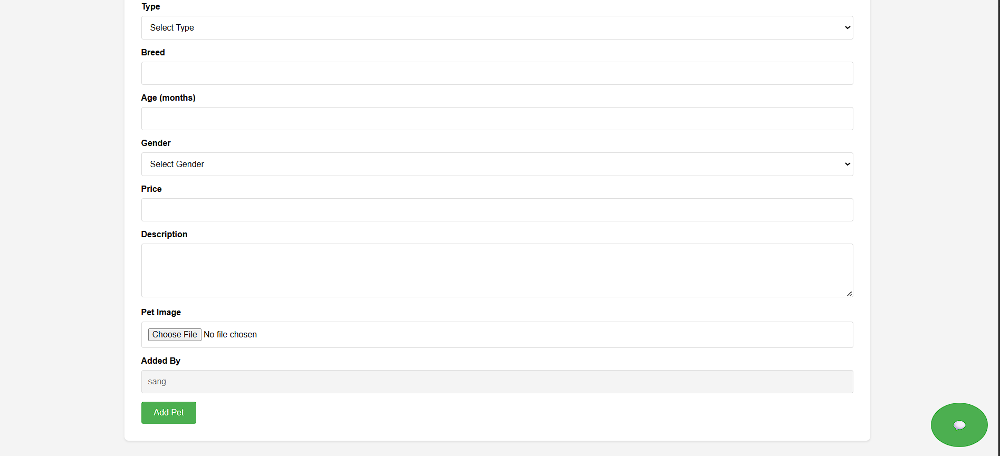 Type
Select Type
Breed
Age (months)
Gender
Select Gender
Price
Description
Pet Image
Choose File No file chosen
Added By
sang
Add Pet